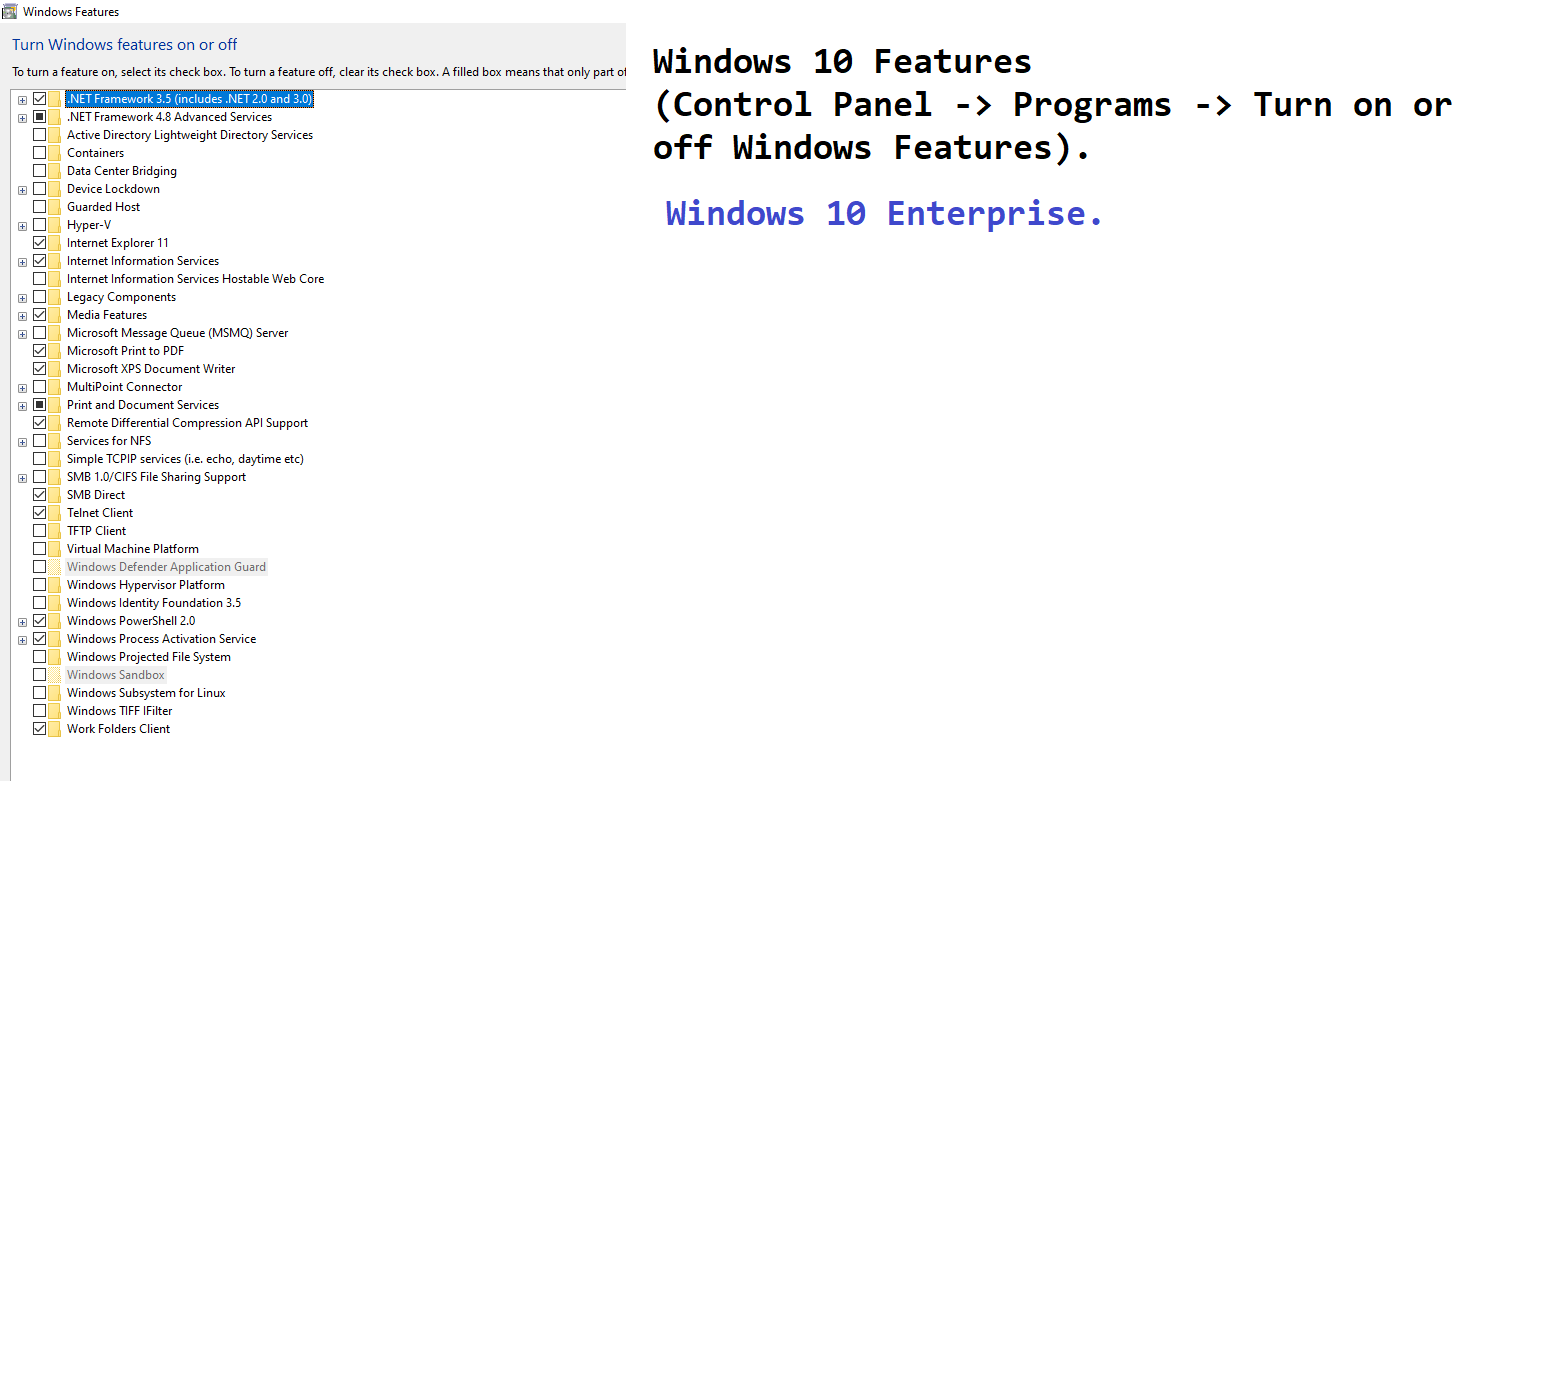 Windows Features
Turn Windows features on or off
To turn a feature on, select its check box. To turn a feature off, clear its check box. A filled box means that only part of
.NET Framework 3.5 (includes .NET 2.0 and 3.0)
.NET Framework 4.8 Advanced Services
Active Directory Lightweight Directory Services
Containers
Data Center Bridging
Device Lockdown
Guarded Host
Hyper-V
Internet Explorer 11
Internet Information Services
Internet Information Services Hostable Web Core
Legacy Components
Media Features
Microsoft Message Queue (MSMQ) Server
Microsoft Print to PDF
Microsoft XPS Document Writer
MultiPoint Connector
Print and Document Services
Remote Differential Compression API Support
Services for NFS
Simple TCPIP services (i.e. echo, daytime etc)
SMB 1.0/CIFS File Sharing Support
SMB Direct
Telnet Client
TFTP Client
Virtual Machine Platform
Windows Defender Application Guard
Windows Hypervisor Platform
Windows Identity Foundation 3.5
Windows PowerShell 2.0
Windows Process Activation Service
Windows Projected File System
Windows Sandbox
Windows Subsystem for Linux
Windows TIFF IFilter
Work Folders Client
Windows 10 Features
(Control Panel -> Programs -> Turn on or
off Windows Features).
Windows 10 Enterprise.